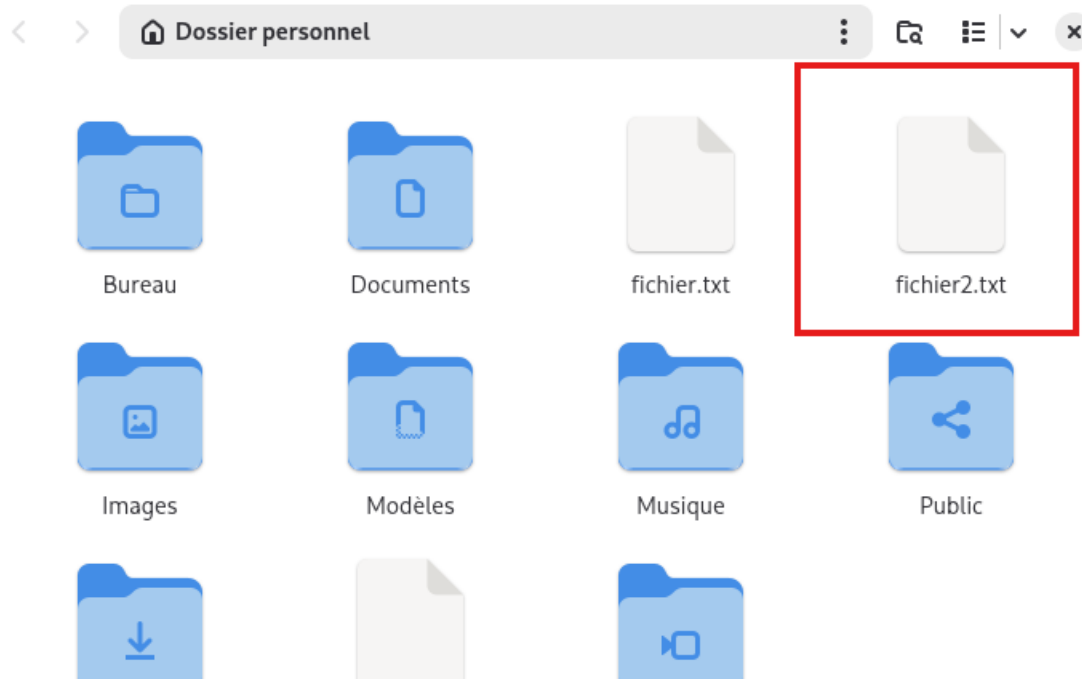 Dossier personnel
Bureau
Documents
fichier.txt
fichier2.txt
Images
Modèles
Musique
Public